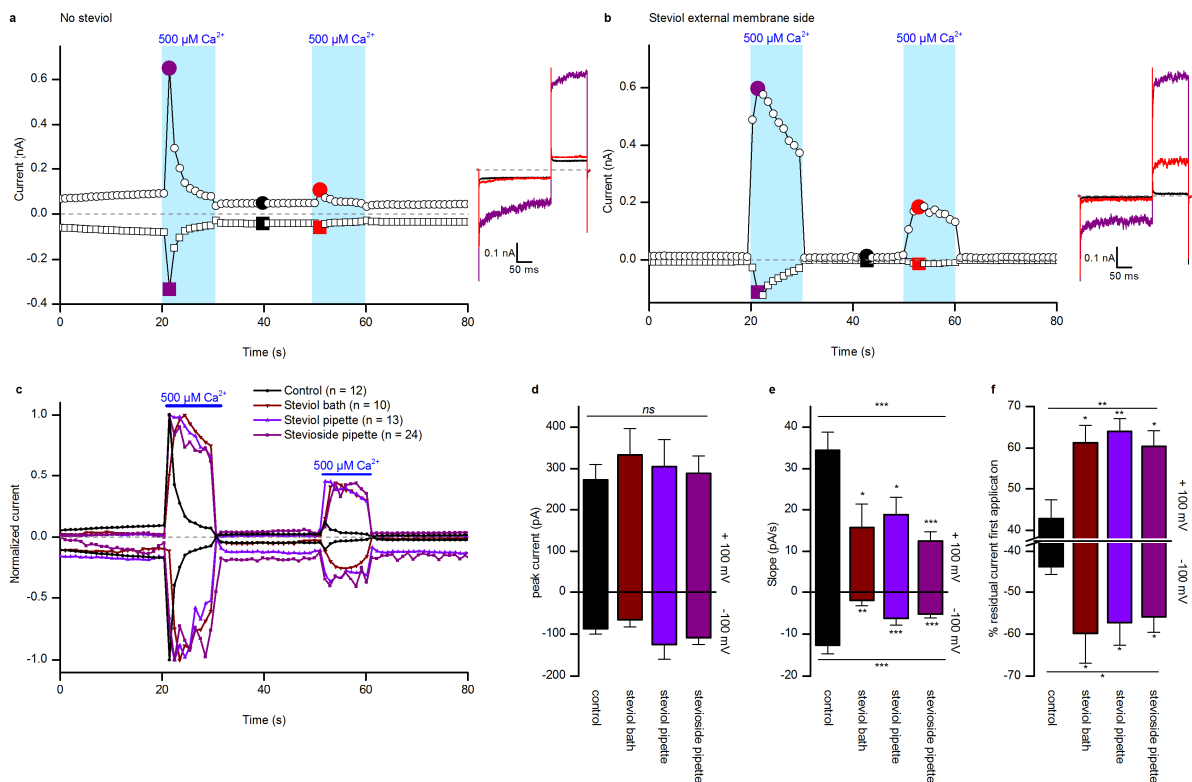 a
No steviol
500 µM Ca²⁺
500 µM Ca²⁺
Current (nA)
0.6
0.4
0.2
0.0
-0.2
-0.4
0
20
40
60
80
Time (s)
0.1 nA
50 ms
b
Steviol external membrane side
500 µM Ca²⁺
500 µM Ca²⁺
Current (nA)
0.6
0.4
0.2
0.0
0
20
40
60
80
Time (s)
0.1 nA
50 ms
c
500 µM Ca²⁺
Control (n = 12)
Steviol bath (n = 10)
Steviol pipette (n = 13)
Stevioside pipette (n = 24)
500 µM Ca²⁺
Normalized current
1.0
0.5
0.0
-0.5
-1.0
0
20
40
60
80
Time (s)
d
ns
peak current (pA)
400
300
200
100
0
-100
-200
+ 100 mV
-100 mV
control
steviol bath
steviol pipette
stevioside pipette
e
***
Slope (pA/s)
40
30
20
10
0
-10
-20
* * ***
** *** ***
***
+ 100 mV
-100 mV
control
steviol bath
steviol pipette
stevioside pipette
f
**
% residual current first application
70
60
50
40
-40
-50
-60
-70
* ** *
* * *
*
+ 100 mV
-100 mV
control
steviol bath
steviol pipette
stevioside pipette